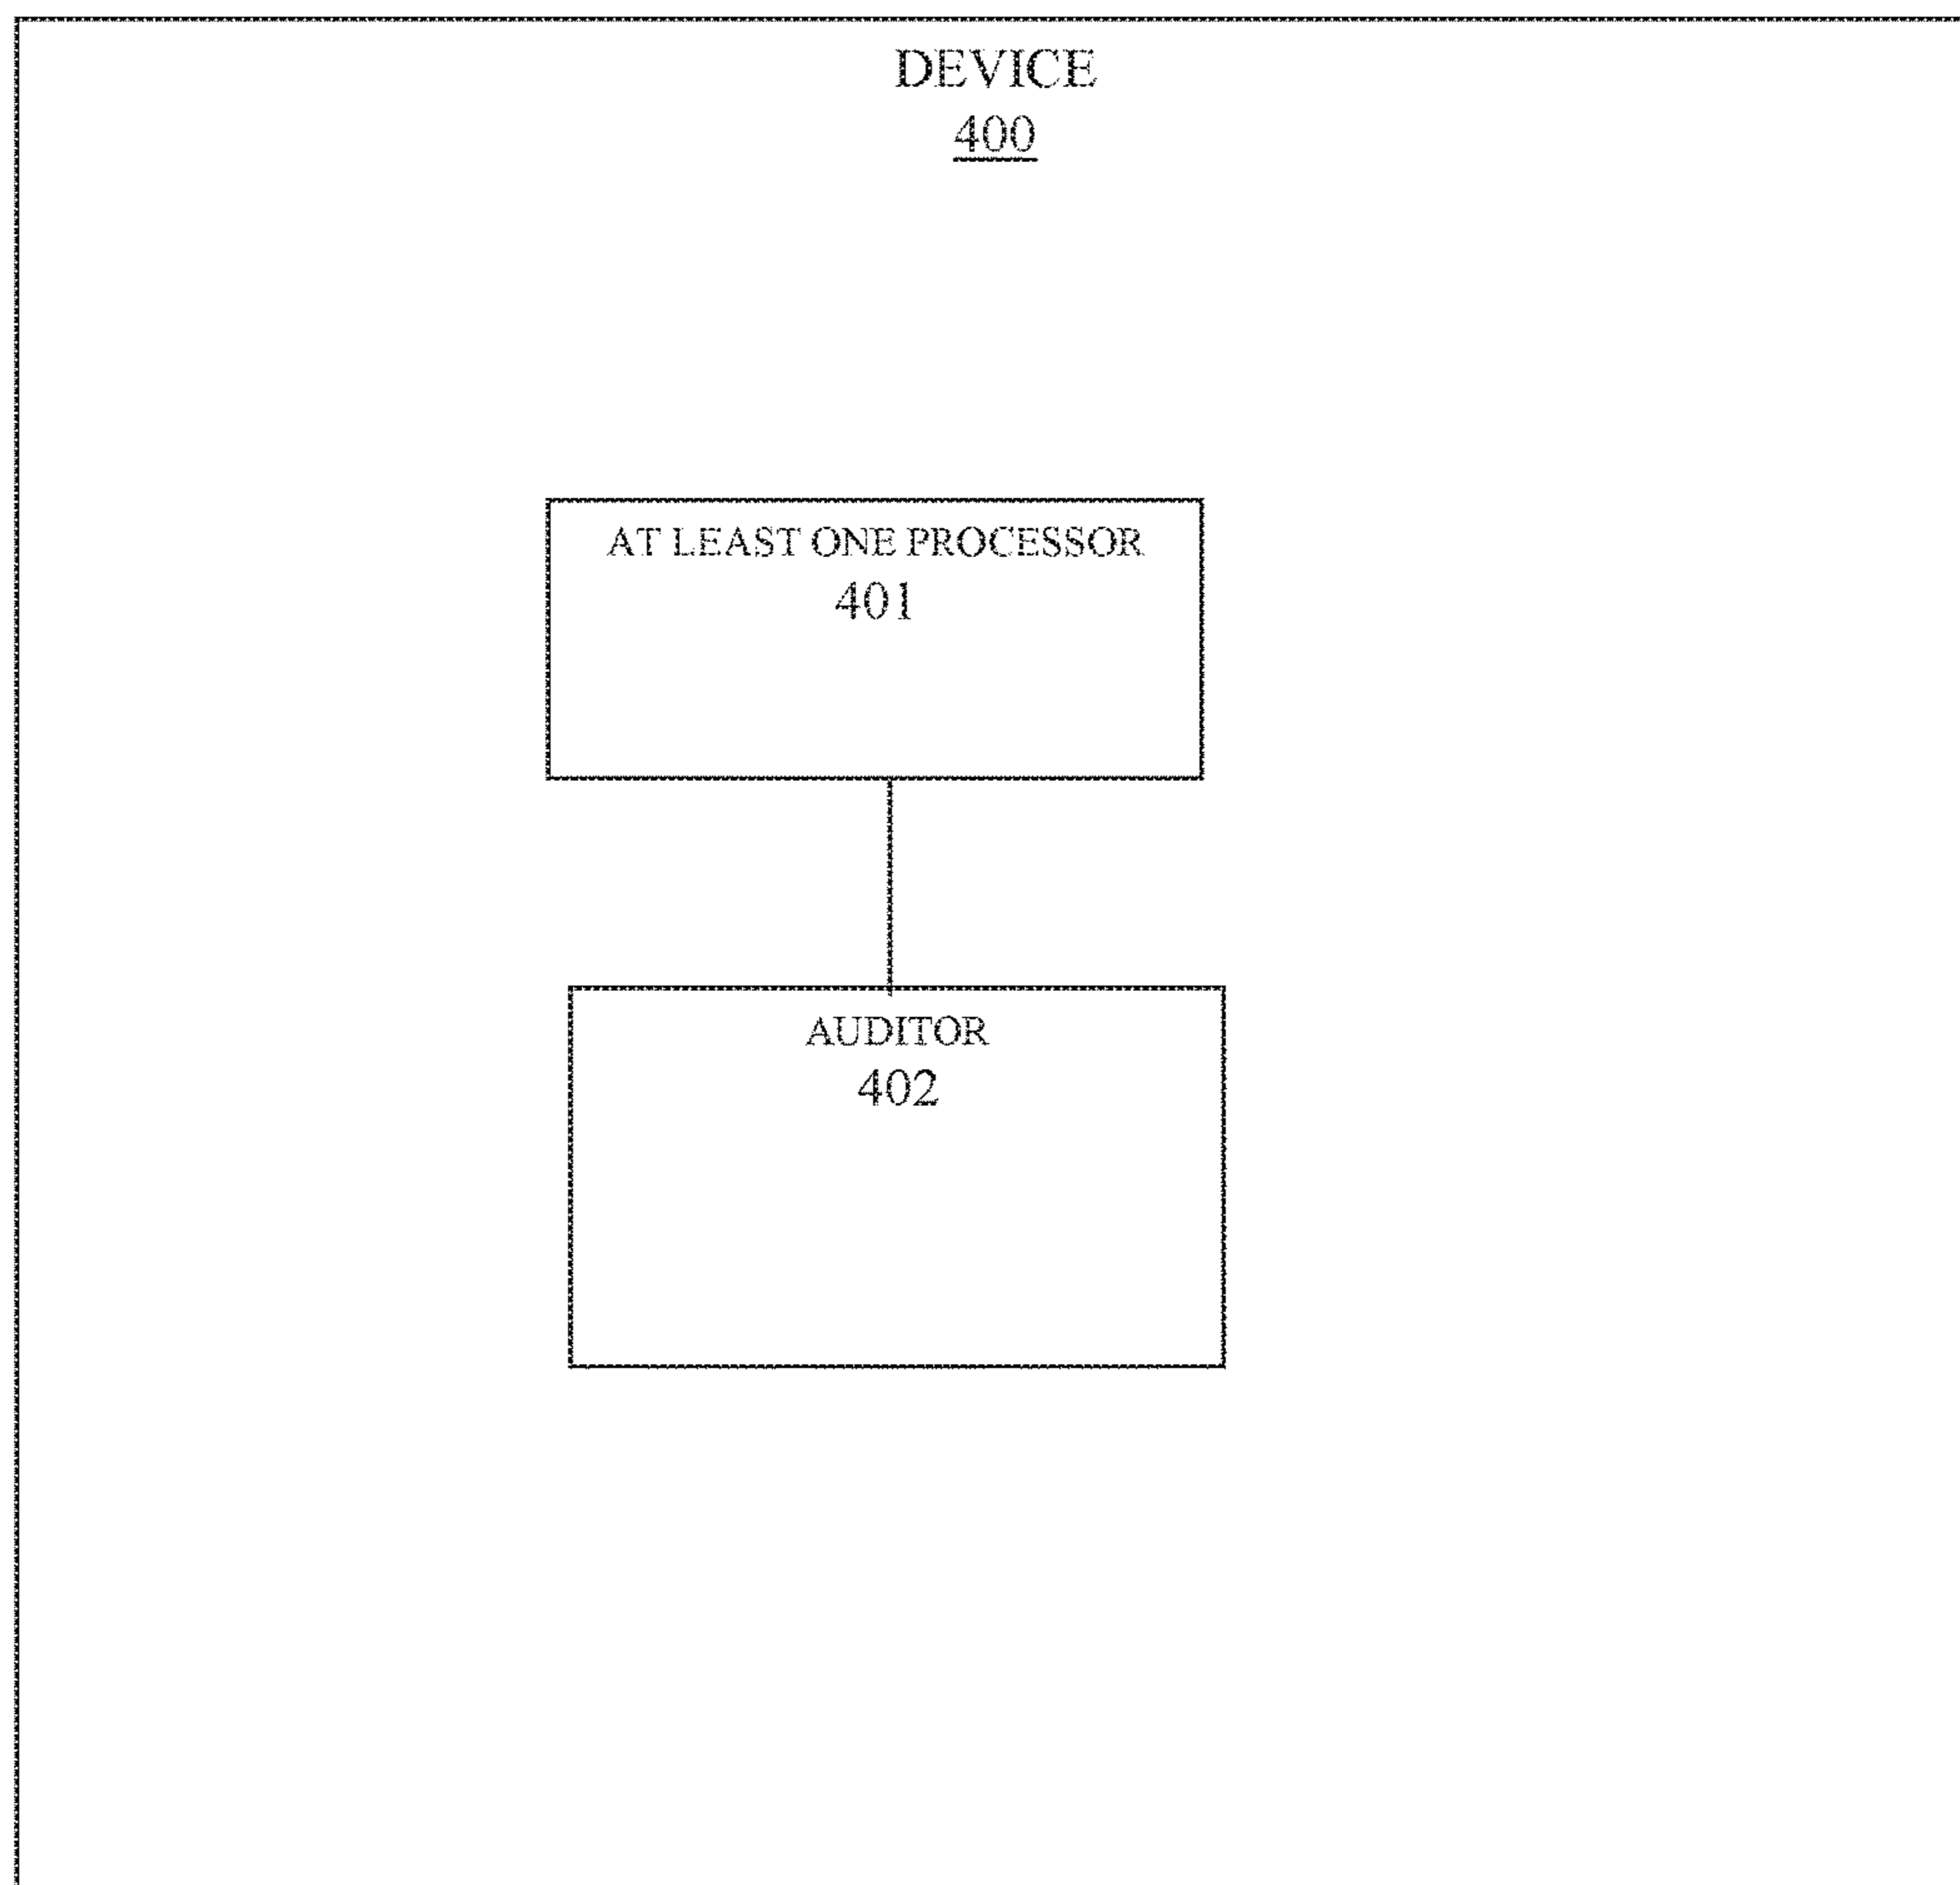 DEVICE
400
AT LEAST ONE PROCESSOR
401
AUDITOR
402